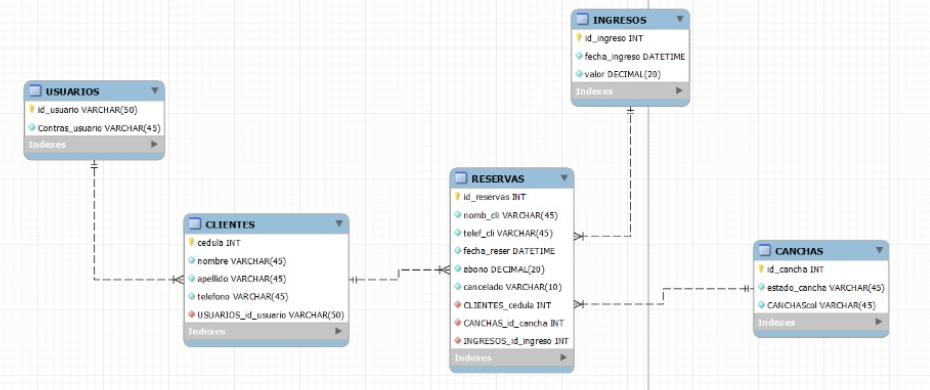 INGRESOS
id_ingreso INT
fecha_ingreso DATETIME
valor DECIMAL(20)
Indexes
USUARIOS
id_usuario VARCHAR(50)
Contras_usuario VARCHAR(45)
Indexes
RESERVAS
id_reservas INT
nomb_cli VARCHAR(45)
telef_cli VARCHAR(45)
fecha_reser DATETIME
abono DECIMAL(20)
cancelado VARCHAR(10)
CLIENTES_cedula INT
CANCHAS_id_cancha INT
INGRESOS_id_ingreso INT
Indexes
CLIENTES
cedula INT
nombre VARCHAR(45)
apellido VARCHAR(45)
telefono VARCHAR(45)
USUARIOS_id_usuario VARCHAR(50)
Indexes
CANCHAS
id_cancha INT
estado_cancha VARCHAR(45)
CANCHAScol VARCHAR(45)
Indexes